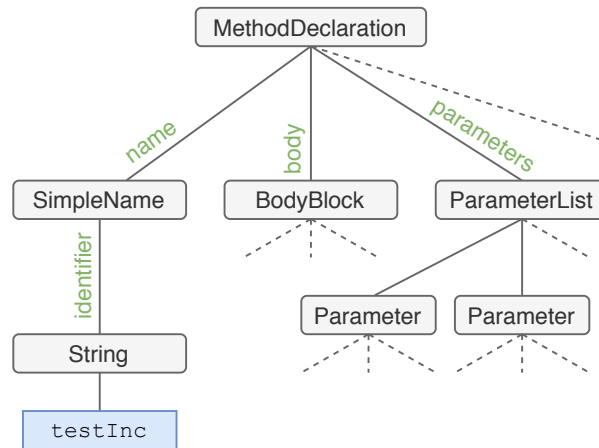 MethodDeclaration
name
body
parameters
SimpleName
BodyBlock
ParameterList
identifier
Parameter
Parameter
String
testInc